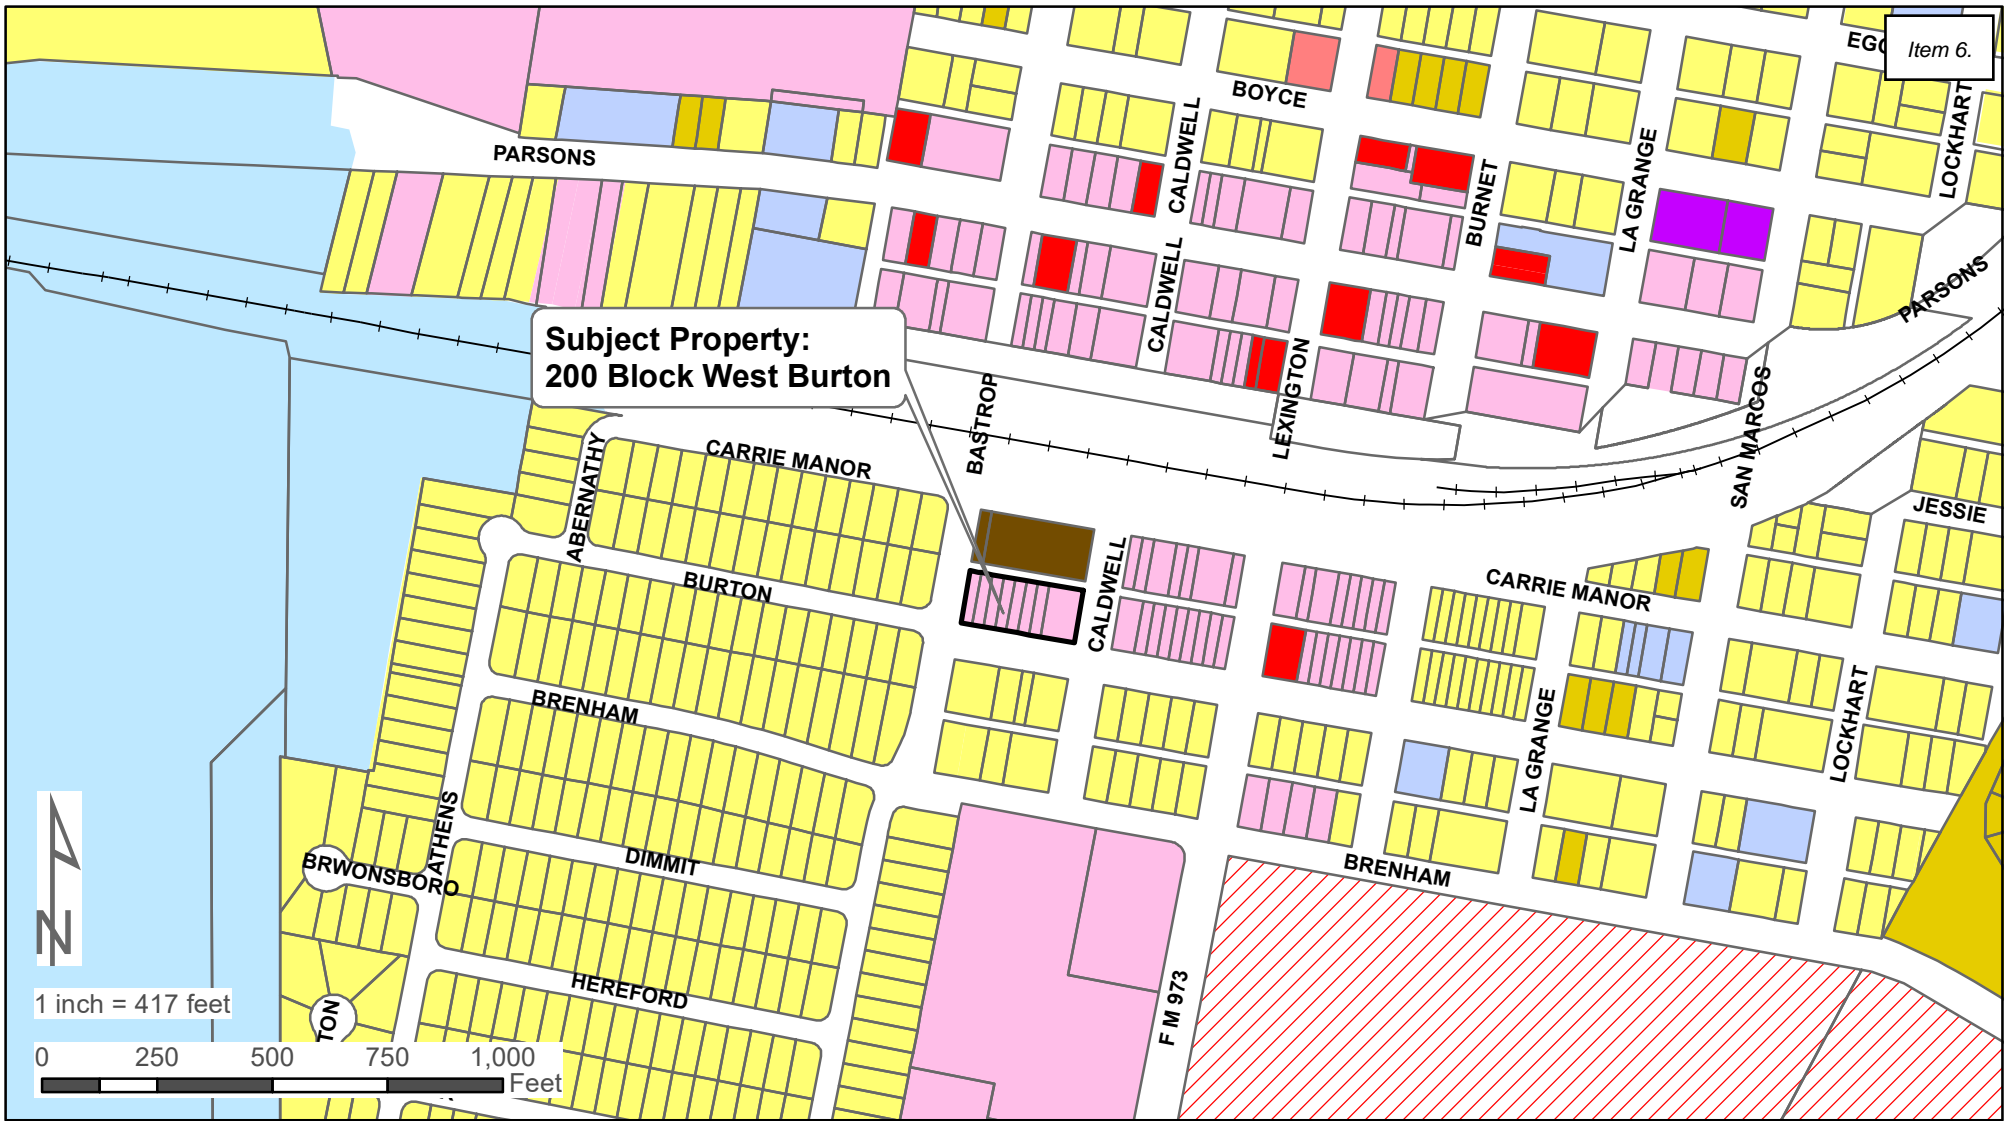 Item 6.
EGG
BOYCE
LOCKHART
CALDWELL
PARSONS
LA GRANGE
BURNET
CALDWELL
PARSONS
Subject Property:
200 Block West Burton
LEXINGTON
BASTROP
SAN MARCOS
CARRIE MANOR
ABERNATHY
JESSIE
BURTON
CALDWELL
CARRIE MANOR
BRENHAM
LA GRANGE
LOCKHART
ATHENS
DIMMIT
BRWONSBORO
BRENHAM
HEREFORD
F M 973
TON
N
1 inch = 417 feet
0 250 500 750 1,000
Feet